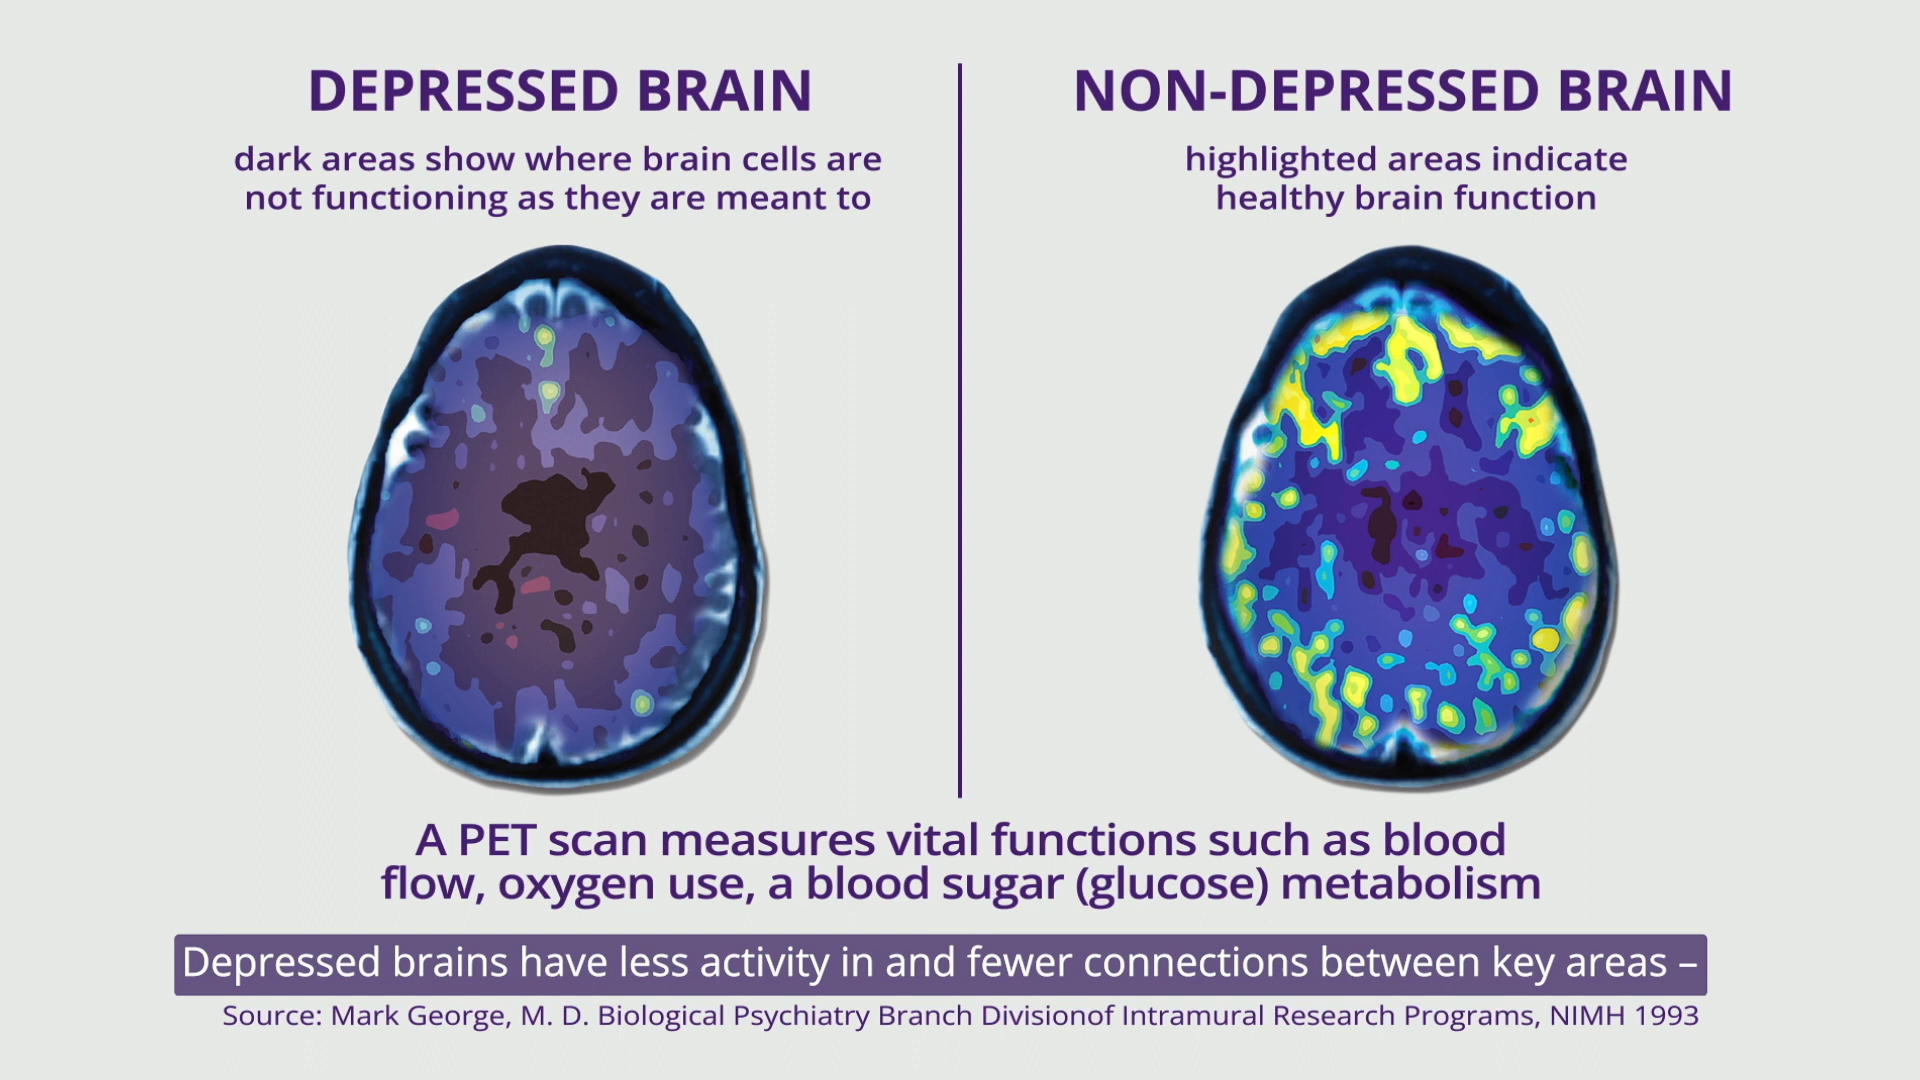 DEPRESSED BRAIN
dark areas show where brain cells are
not functioning as they are meant to
NON-DEPRESSED BRAIN
highlighted areas indicate
healthy brain function
A PET scan measures vital functions such as blood
flow, oxygen use, a blood sugar (glucose) metabolism
Depressed brains have less activity in and fewer connections between key areas –
Source: Mark George, M. D. Biological Psychiatry Branch Divisionof Intramural Research Programs, NIMH 1993